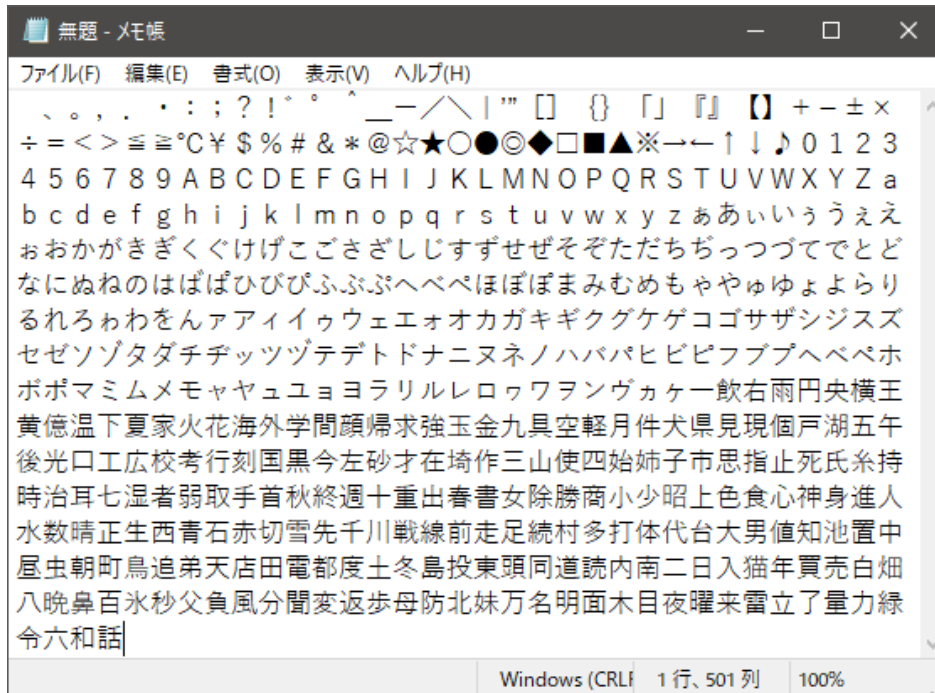 無題 - メモ帳
ファイル(F) 編集(E) 書式(O) 表示(V) ヘルプ(H)
　、。，．・：；？！゛゜＾＿ー／＼｜’”［］｛｝「」『』【】＋－±×
÷＝＜＞≦≧℃￥＄％＃＆＊＠☆★○●◎◆□■▲※→←↑↓♪０１２３
４５６７８９ＡＢＣＤＥＦＧＨＩＪＫＬＭＮＯＰＱＲＳＴＵＶＷＸＹＺａ
ｂｃｄｅｆｇｈｉｊｋｌｍｎｏｐｑｒｓｔｕｖｗｘｙｚぁあぃいぅうぇえ
ぉおかがきぎくぐけげこごさざしじすずせぜそぞただちぢっつづてでとど
なにぬねのはばぱひびぴふぶぷへべぺほぼぽまみむめもゃやゅゆょよらり
るれろゎわをんァアィイゥウェエォオカガキギクグケゲコゴサザシジスズ
セゼソゾタダチヂッツヅテデトドナニヌネノハバパヒビピフブプヘベペホ
ボポマミムメモャヤュユョヨラリルレロヮワヲンヴヵヶ一飲右雨円央横王
黄億温下夏家火花海外学間顔帰求強玉金九具空軽月件犬県見現個戸湖五午
後光口工広校考行刻国黒今左砂才在埼作三山使四始姉子市思指止死氏糸持
時治耳七湿者弱取手首秋終週十重出春書女除勝商小少昭上色食心神身進人
水数晴正生西青石赤切雪先千川戦線前走足続村多打体代台大男値知池置中
昼虫朝町鳥追弟天店田電都度土冬島投東頭同道読内南二日入猫年買売白畑
八晩鼻百氷秒父負風分聞変返歩母防北妹万名明面木目夜曜来雷立了量力緑
令六和話
Windows (CRLF 1 行、501 列 100%